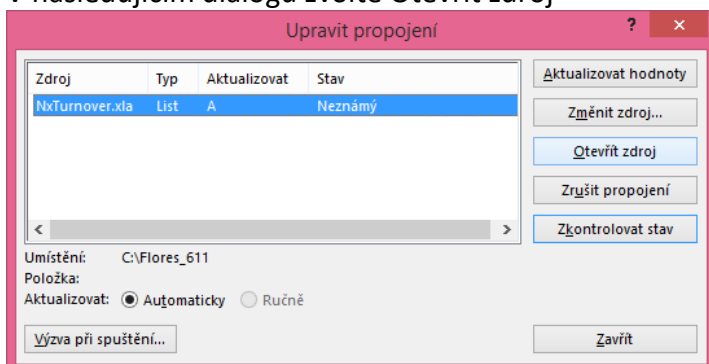 V následujícím dialogu zvolte Otevřít zdroj
Upravit propojení ? ×
Zdroj Typ Aktualizovat Stav
NxTurnover.xla List A Neznámý
Aktualizovat hodnoty
Změnit zdroj...
Otevřít zdroj
Zrušit propojení
Zkontrolovat stav
Umístění: C:\Flores_611
Položka:
Aktualizovat: Automaticky Ručně
Výzva při spuštění...
Zavřít